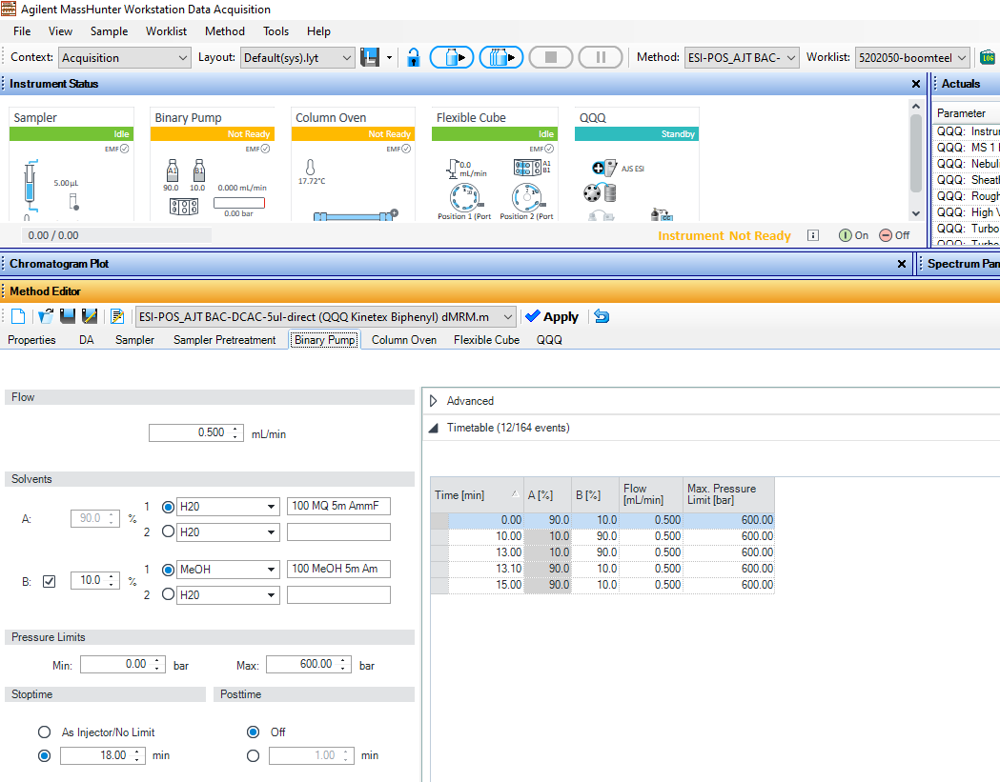 Agilent MassHunter Workstation Data Acquisition
File View Sample Worklist Method Tools Help
Context: Acquisition Layout: Default(sys).lyt Method: ESI-POS_AJT BAC- Worklist: 5202050-boomteel LOG
Instrument Status Actuals
Sampler Binary Pump Column Oven Flexible Cube QQQ Parameter
Idle Not Ready Not Ready Idle Standby QQQ: Instrur
EMF EMF EMF EMF QQQ: MS 1 H
A1 B1 0.0 mL/min A1 B1 AJS ESI QQQ: Nebuli
5.00 µL 90.0 10.0 0.000 mL/min 17.72°C QQQ: Sheath
QQQ: Rough
0.00 bar Position 1 (Port Position 2 (Port QQQ: High V
QQQ: Turbo
0.00 / 0.00 Instrument Not Ready On Off
Chromatogram Plot Spectrum Pan
Method Editor
ESI-POS_AJT BAC-DCAC-5ul-direct (QQQ Kinetex Biphenyl) dMRM.m Apply
Properties DA Sampler Sampler Pretreatment Binary Pump Column Oven Flexible Cube QQQ
Flow
0.500 mL/min
Solvents
A: 90.0 % 1 H20 100 MQ 5m AmmF
2 H20
B: 10.0 % 1 MeOH 100 MeOH 5m Am
2 H20
Pressure Limits
Min: 0.00 bar Max: 600.00 bar
Stoptime Posttime
As Injector/No Limit Off
18.00 min 1.00 min
Advanced
Timetable (12/164 events)
Time [min] A [%] B [%] Flow [mL/min] Max. Pressure Limit [bar]
0.00 90.0 10.0 0.500 600.00
10.00 10.0 90.0 0.500 600.00
13.00 10.0 90.0 0.500 600.00
13.10 90.0 10.0 0.500 600.00
15.00 90.0 10.0 0.500 600.00